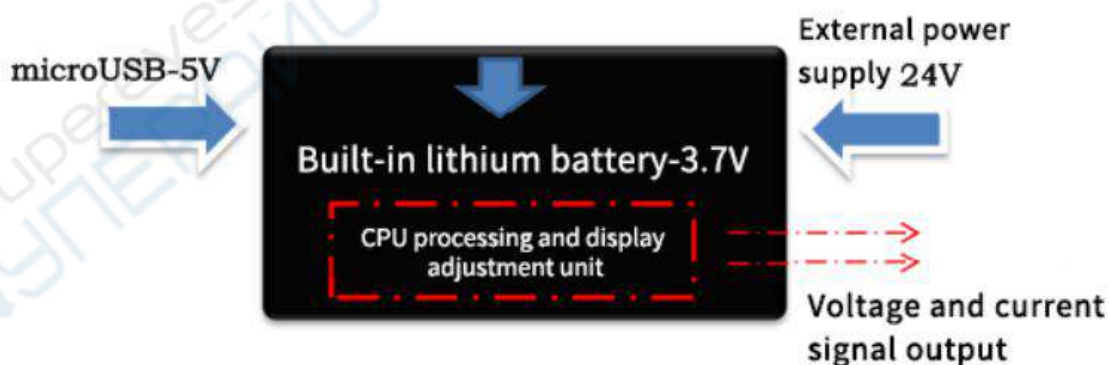 microUSB-5V
External power
supply 24V
Built-in lithium battery-3.7V
CPU processing and display
adjustment unit
Voltage and current
signal output